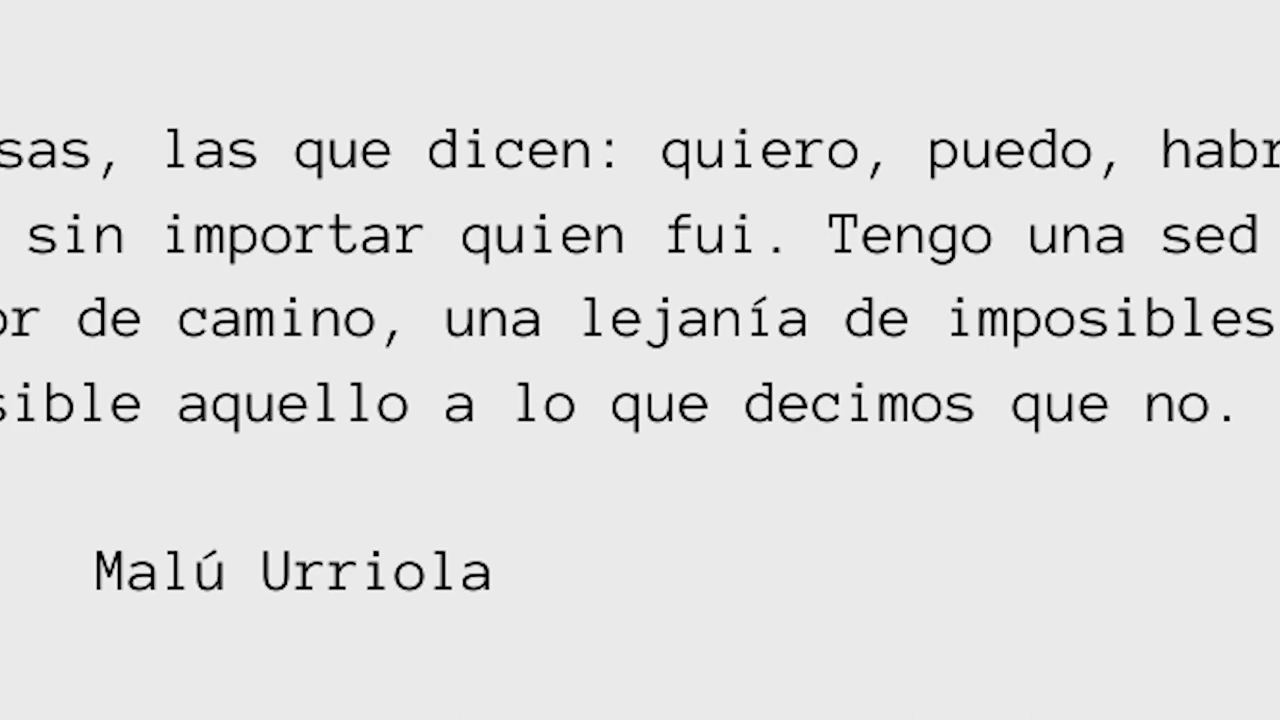 sas, las que dicen: quiero, puedo, habr
sin importar quien fui. Tengo una sed
or de camino, una lejanía de imposibles
sible aquello a lo que decimos que no.
Malú Urriola